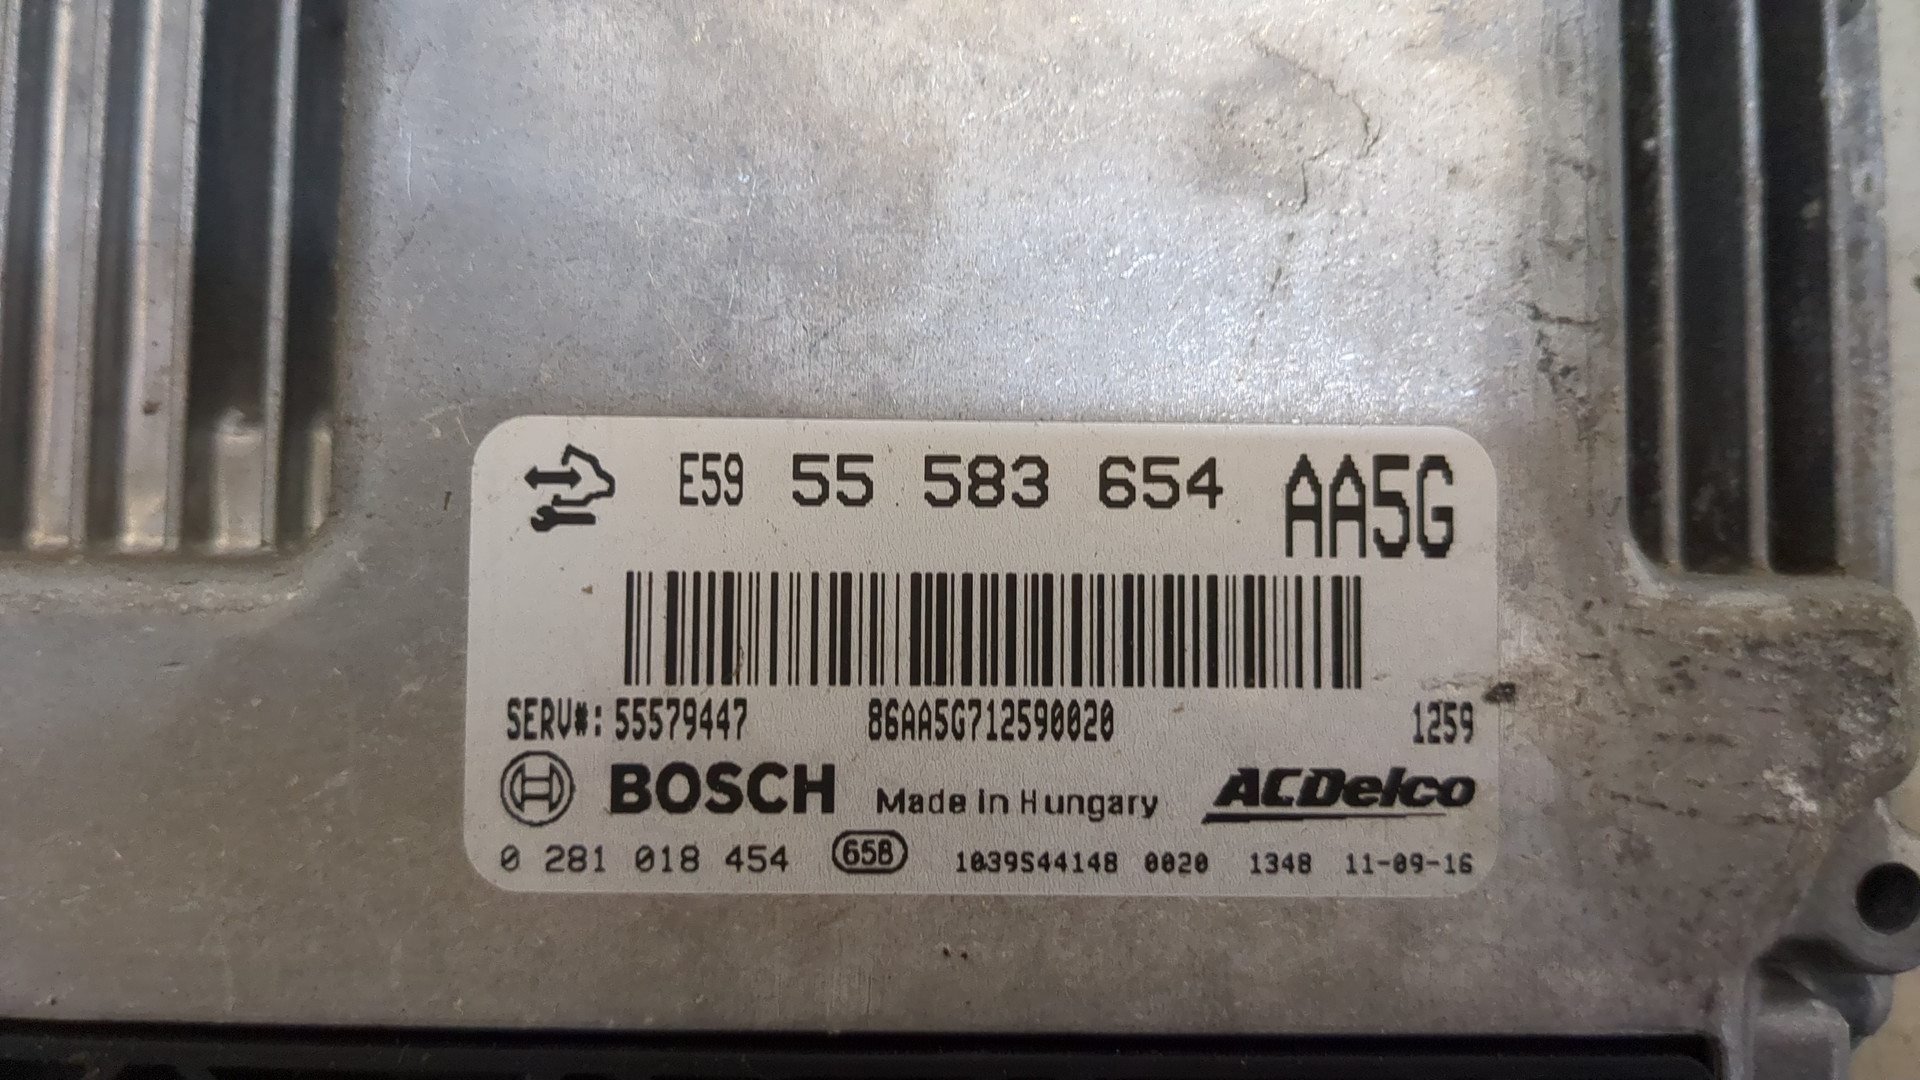 E59 55 583 654 AA5G
SERV#: 55579447 86AA5G712590020 1259
BOSCH Made in Hungary ACDelco
0 281 018 454 65B 1039S44148 0020 1348 11-09-16